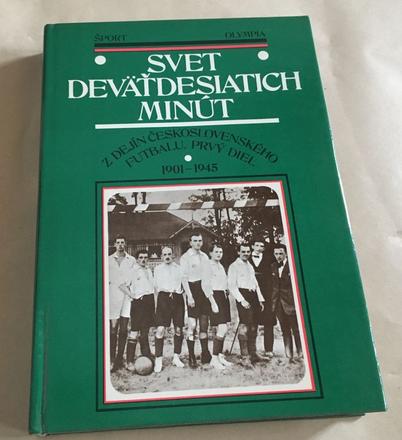 ŠPORT OLYMPIA
SVET
DEVÄŤDESIATICH
MINÚT
Z DEJÍN ČESKOSLOVENSKÉHO
FUTBALU. PRVÝ DIEL
1901–1945